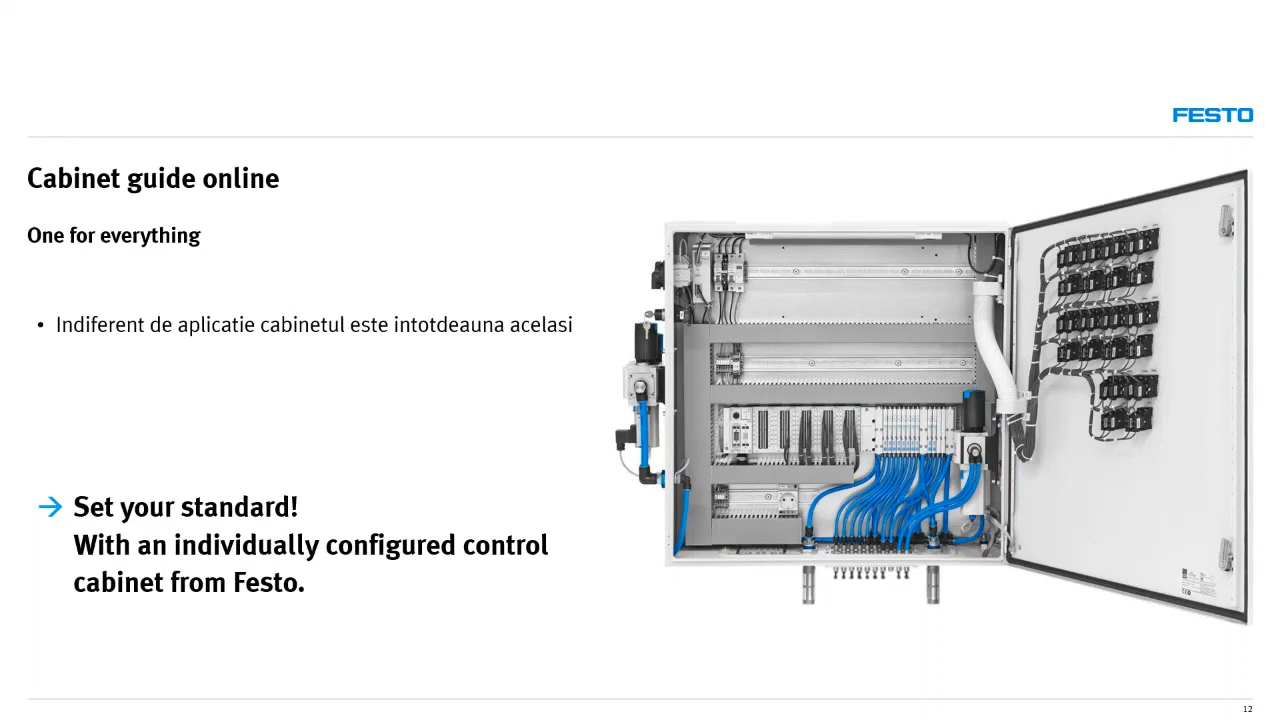 FESTO
Cabinet guide online
One for everything
• Indiferent de aplicatie cabinetul este intotdeauna acelasi
→ Set your standard!
With an individually configured control
cabinet from Festo.
12